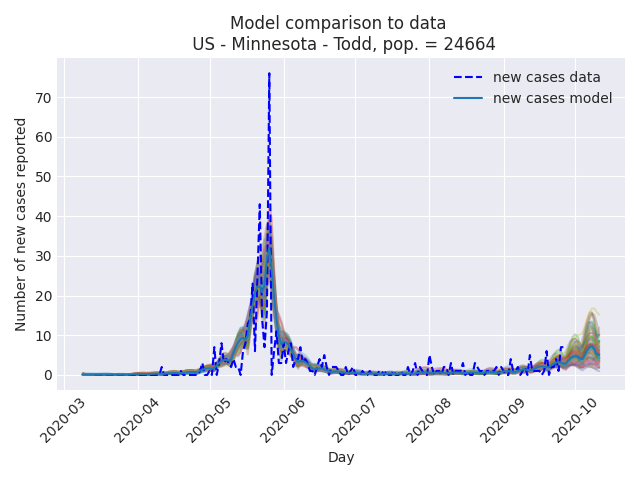 Model comparison to data
US - Minnesota - Todd, pop. = 24664
new cases data
new cases model
Number of new cases reported
70
60
50
40
30
20
10
0
2020-03
2020-04
2020-05
2020-06
2020-07
2020-08
2020-09
2020-10
Day